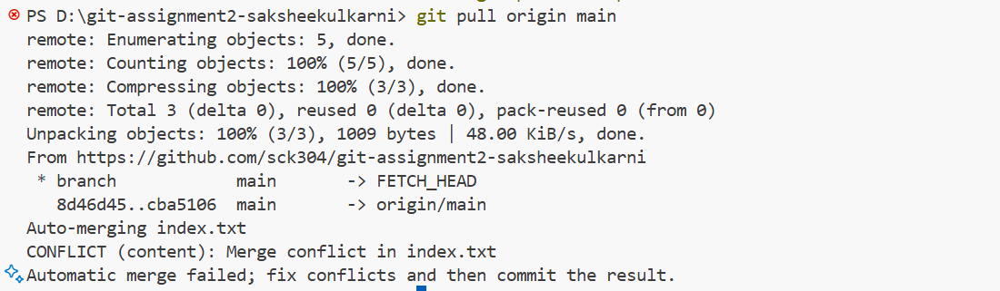 PS D:\git-assignment2-saksheekulkarni> git pull origin main
remote: Enumerating objects: 5, done.
remote: Counting objects: 100% (5/5), done.
remote: Compressing objects: 100% (3/3), done.
remote: Total 3 (delta 0), reused 0 (delta 0), pack-reused 0 (from 0)
Unpacking objects: 100% (3/3), 1009 bytes | 48.00 KiB/s, done.
From https://github.com/sck304/git-assignment2-saksheekulkarni
 * branch            main       -> FETCH_HEAD
   8d46d45..cba5106  main       -> origin/main
Auto-merging index.txt
CONFLICT (content): Merge conflict in index.txt
Automatic merge failed; fix conflicts and then commit the result.